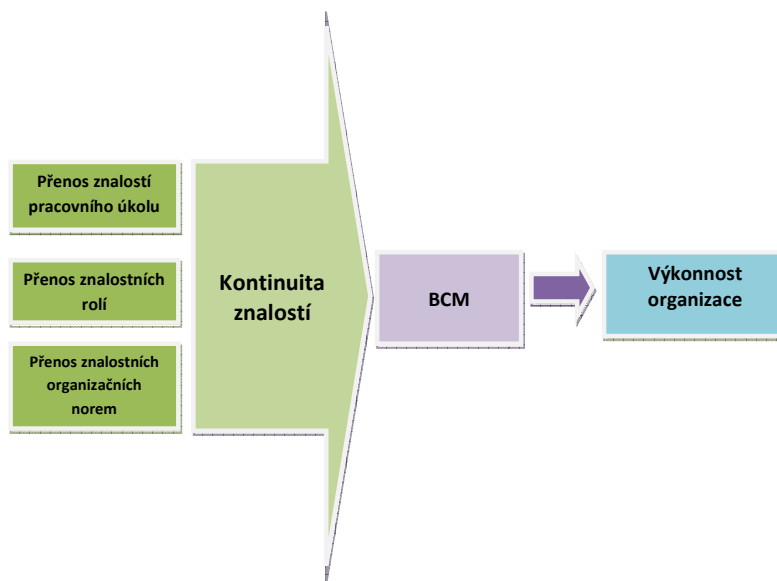 Přenos znalostí
pracovního úkolu
Přenos znalostních
rolí
Přenos znalostních
organizačních
norem
Kontinuita
znalostí
BCM
Výkonnost
organizace